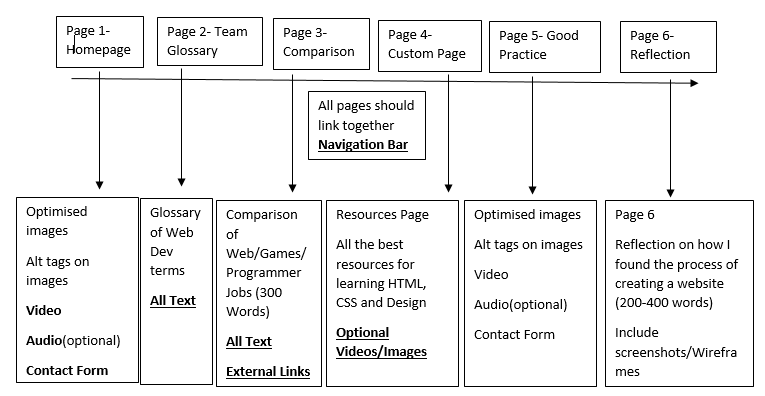 Page 1-
Homepage
Page 2- Team
Glossary
Page 3-
Comparison
Page 4-
Custom Page
Page 5- Good
Practice
Page 6-
Reflection
All pages should
link together
Navigation Bar
Optimised
images
Alt tags on
images
Video
Audio(optional)
Contact Form
Glossary
of Web
Dev
terms
All Text
Comparison
of
Web/Games/
Programmer
Jobs (300
Words)
All Text
External Links
Resources Page
All the best
resources for
learning HTML,
CSS and Design
Optional
Videos/Images
Optimised images
Alt tags on images
Video
Audio(optional)
Contact Form
Page 6
Reflection on how I
found the process of
creating a website
(200-400 words)
Include
screenshots/Wirefra
mes